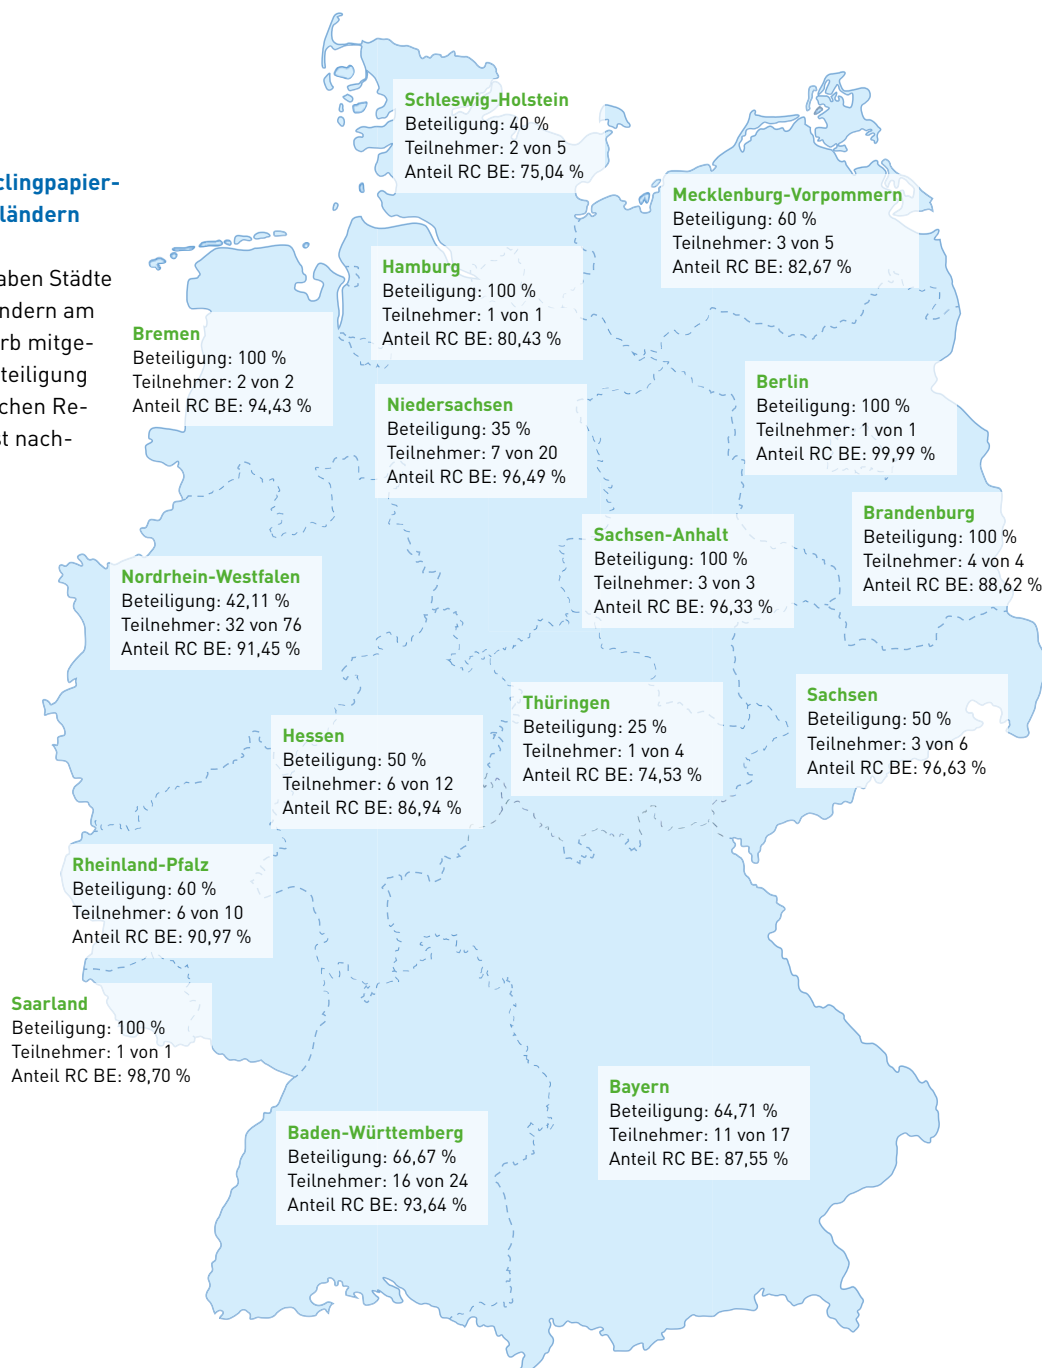 clingpapier-
ländern
aben Städte
ndern am
rb mitge-
teiligung
chen Re-
st nach-
Schleswig-Holstein
Beteiligung: 40 %
Teilnehmer: 2 von 5
Anteil RC BE: 75,04 %
Mecklenburg-Vorpommern
Beteiligung: 60 %
Teilnehmer: 3 von 5
Anteil RC BE: 82,67 %
Hamburg
Beteiligung: 100 %
Teilnehmer: 1 von 1
Anteil RC BE: 80,43 %
Bremen
Beteiligung: 100 %
Teilnehmer: 2 von 2
Anteil RC BE: 94,43 %
Niedersachsen
Beteiligung: 35 %
Teilnehmer: 7 von 20
Anteil RC BE: 96,49 %
Berlin
Beteiligung: 100 %
Teilnehmer: 1 von 1
Anteil RC BE: 99,99 %
Brandenburg
Beteiligung: 100 %
Teilnehmer: 4 von 4
Anteil RC BE: 88,62 %
Sachsen-Anhalt
Beteiligung: 100 %
Teilnehmer: 3 von 3
Anteil RC BE: 96,33 %
Nordrhein-Westfalen
Beteiligung: 42,11 %
Teilnehmer: 32 von 76
Anteil RC BE: 91,45 %
Thüringen
Beteiligung: 25 %
Teilnehmer: 1 von 4
Anteil RC BE: 74,53 %
Sachsen
Beteiligung: 50 %
Teilnehmer: 3 von 6
Anteil RC BE: 96,63 %
Hessen
Beteiligung: 50 %
Teilnehmer: 6 von 12
Anteil RC BE: 86,94 %
Rheinland-Pfalz
Beteiligung: 60 %
Teilnehmer: 6 von 10
Anteil RC BE: 90,97 %
Saarland
Beteiligung: 100 %
Teilnehmer: 1 von 1
Anteil RC BE: 98,70 %
Bayern
Beteiligung: 64,71 %
Teilnehmer: 11 von 17
Anteil RC BE: 87,55 %
Baden-Württemberg
Beteiligung: 66,67 %
Teilnehmer: 16 von 24
Anteil RC BE: 93,64 %